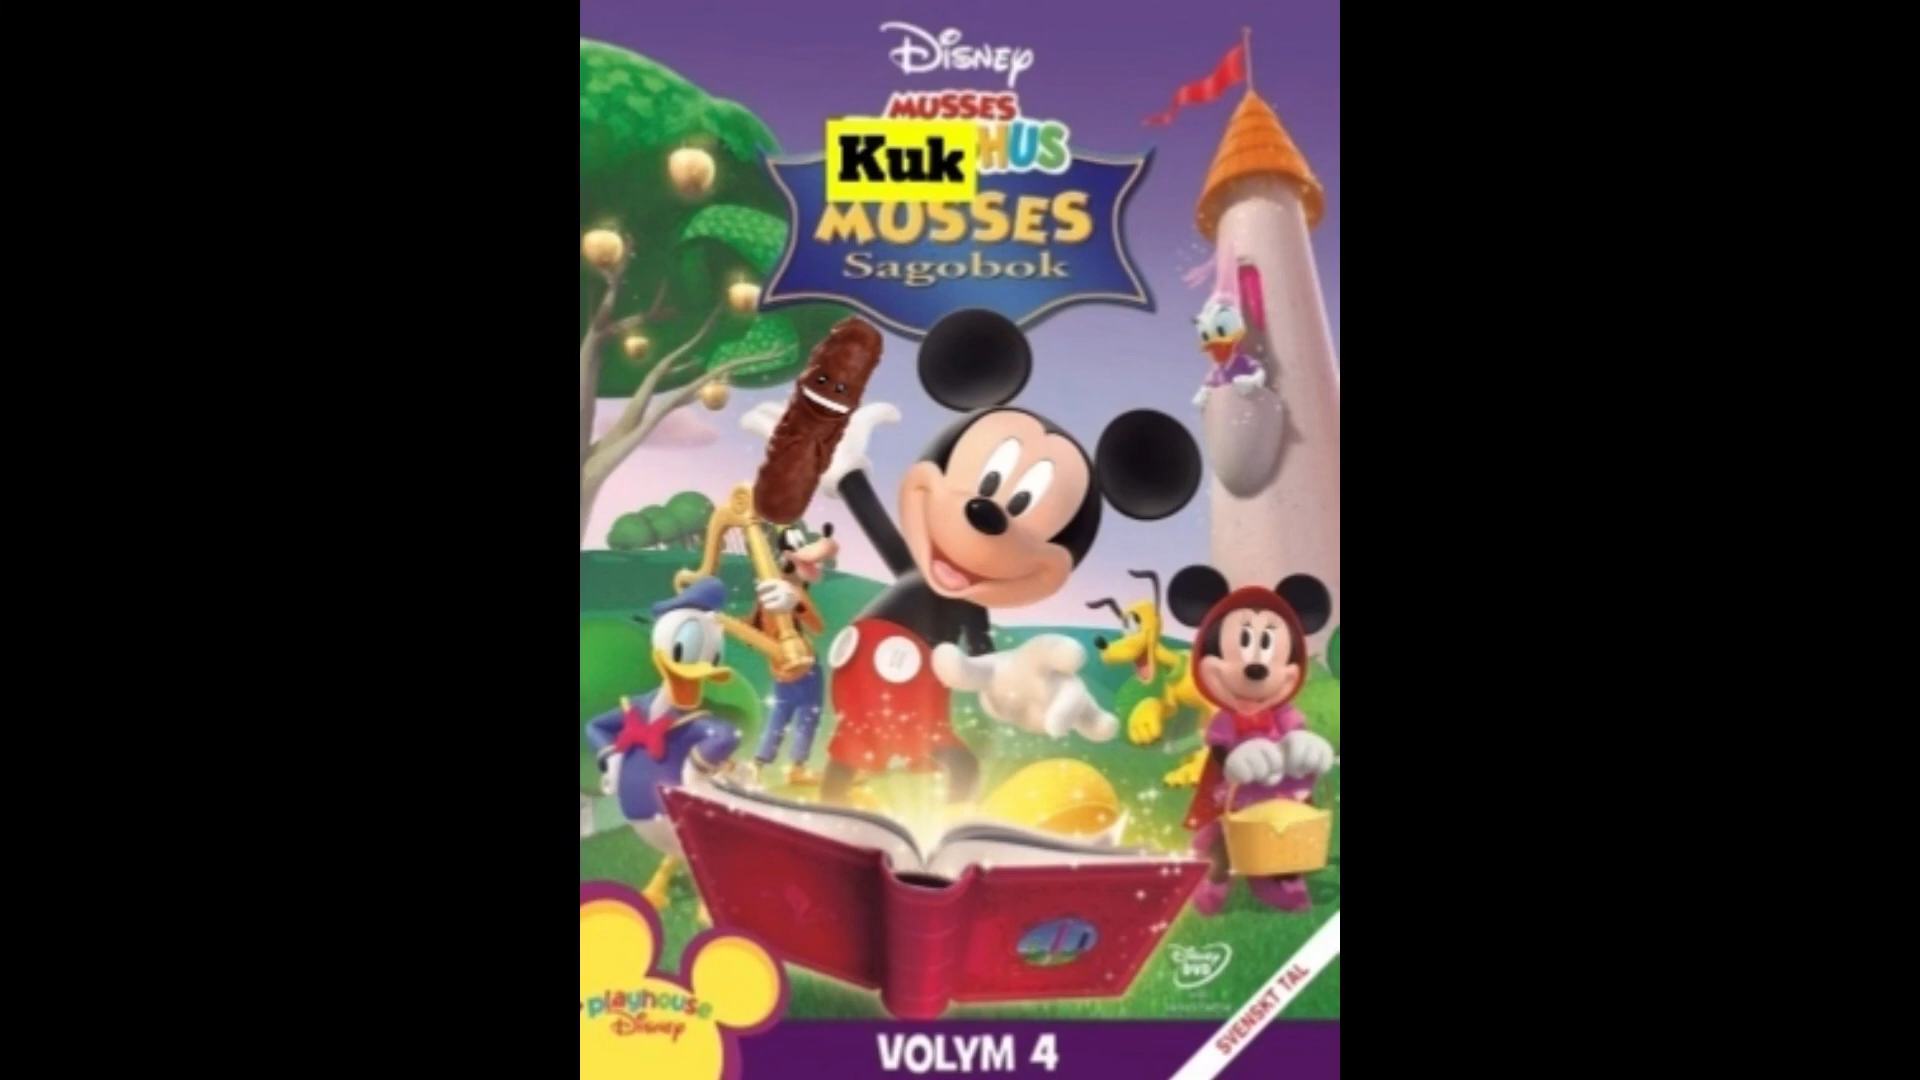 Disney
MUSSES
Kuk HUS
MUSSES
Sagobok
Disney
DVD
SVENSKT TAL
playhouse
Disney
VOLYM 4